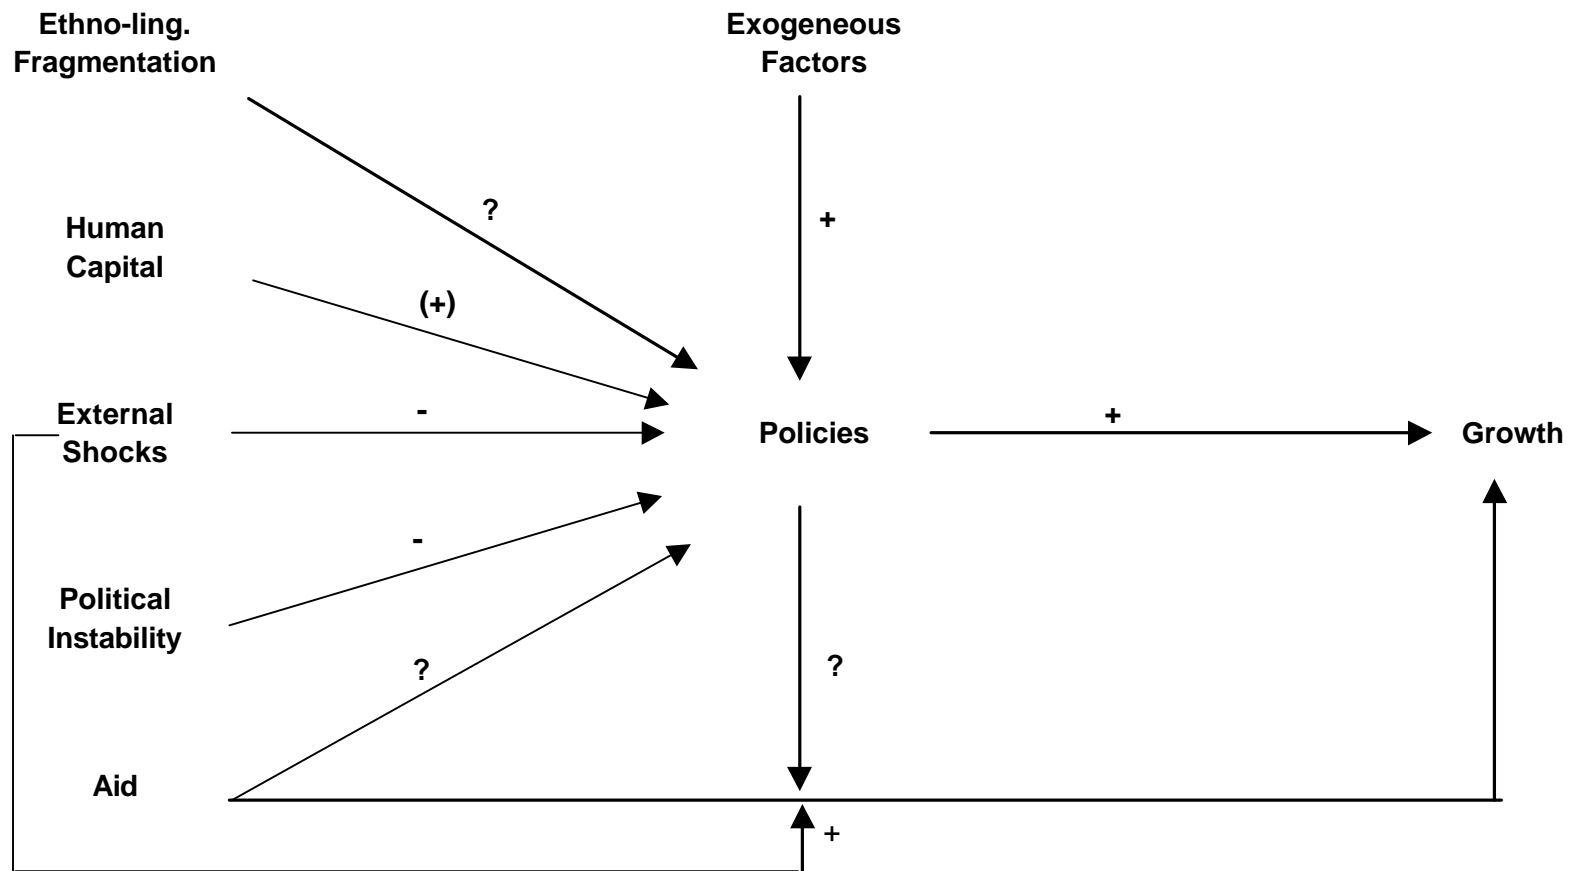 Ethno-ling.
Fragmentation
Exogeneous
Factors
?
+
Human
Capital
(+)
External
Shocks
-
Policies
+
Growth
-
Political
Instability
?
?
Aid
+